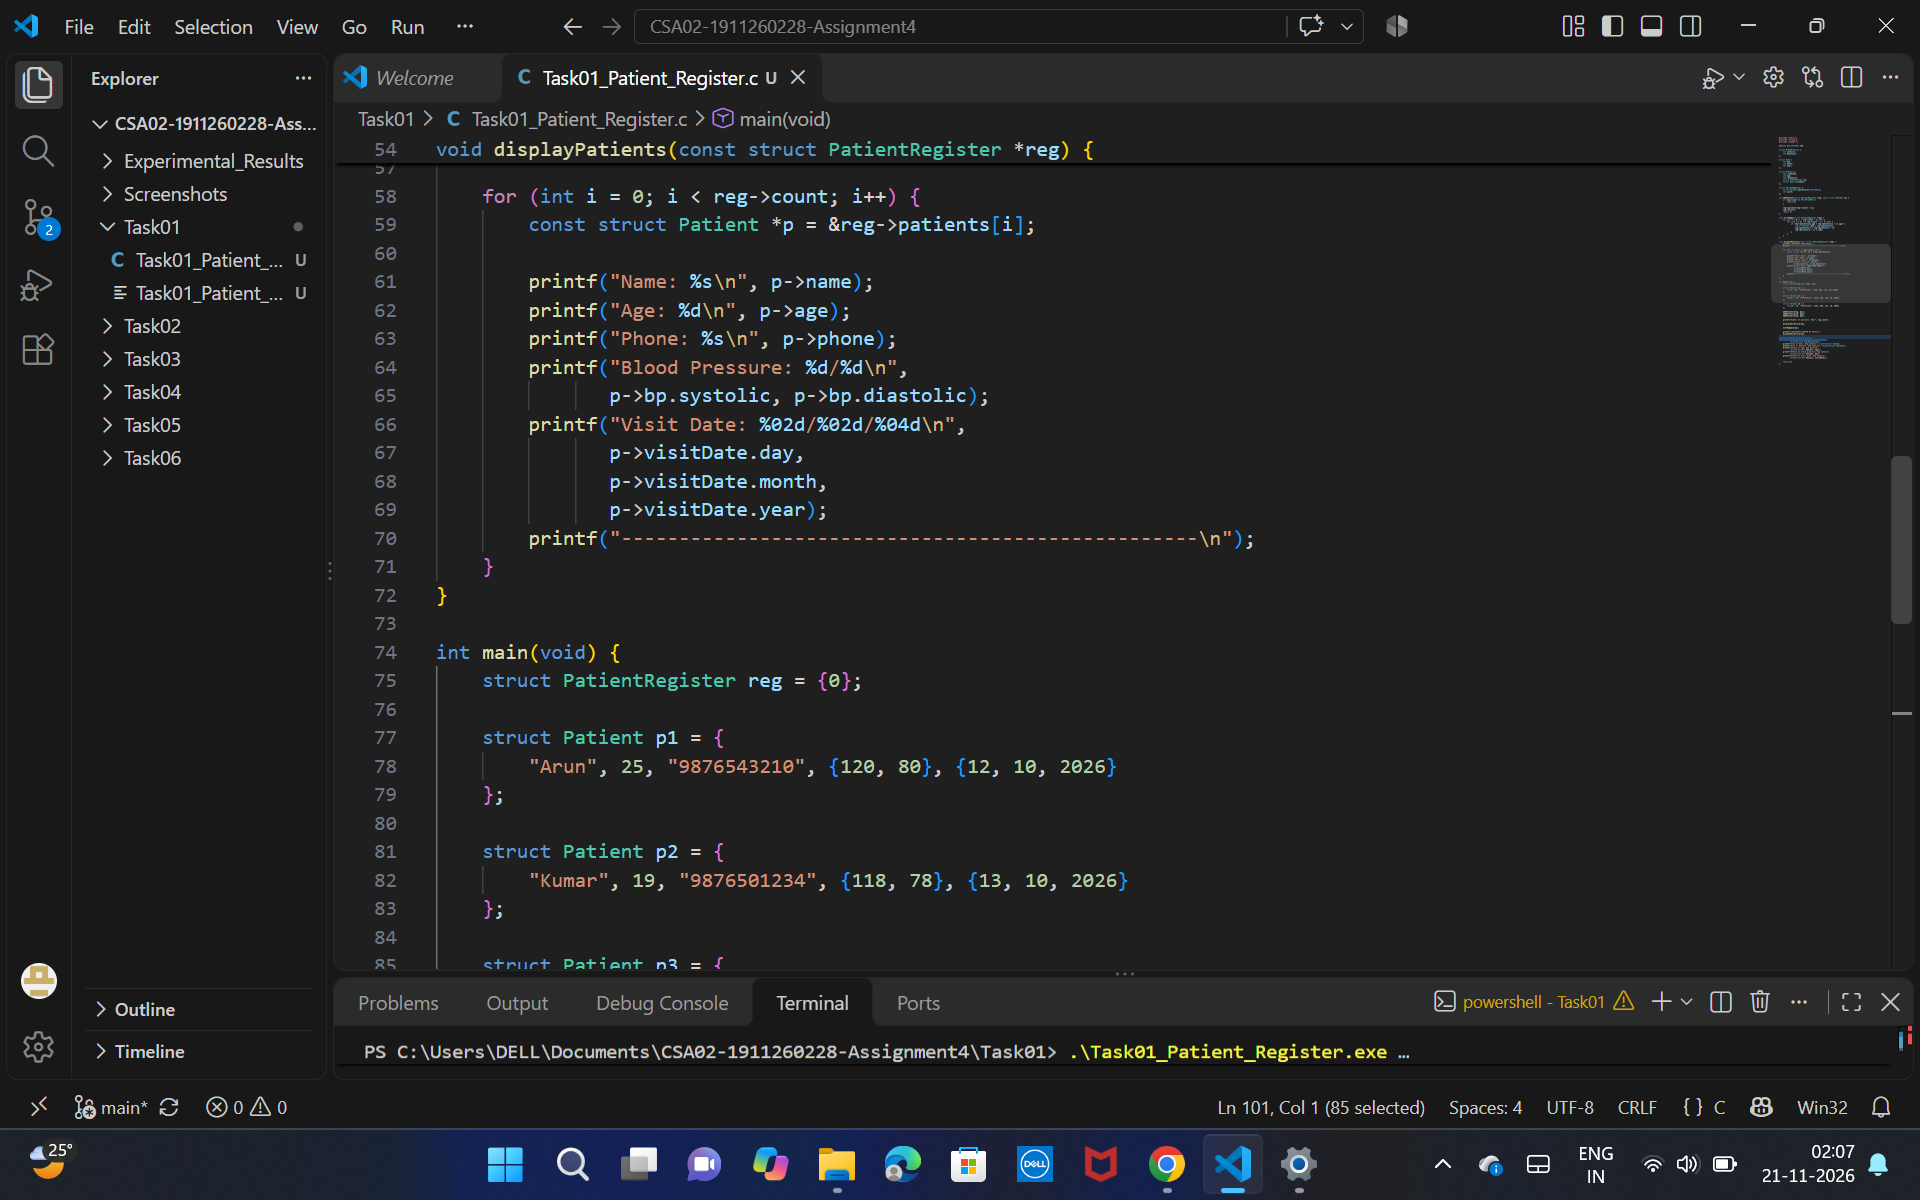 File Edit Selection View Go Run ···
CSA02-1911260228-Assignment4
Explorer ···
CSA02-1911260228-Ass...
Experimental_Results
Screenshots
Task01
C Task01_Patient_... U
Task01_Patient_... U
Task02
Task03
Task04
Task05
Task06
Outline
Timeline
2
Welcome
C Task01_Patient_Register.c U
Task01 > C Task01_Patient_Register.c > main(void)
54 void displayPatients(const struct PatientRegister *reg) {
57
58 for (int i = 0; i < reg->count; i++) {
59 const struct Patient *p = &reg->patients[i];
60
61 printf("Name: %s\n", p->name);
62 printf("Age: %d\n", p->age);
63 printf("Phone: %s\n", p->phone);
64 printf("Blood Pressure: %d/%d\n",
65 p->bp.systolic, p->bp.diastolic);
66 printf("Visit Date: %02d/%02d/%04d\n",
67 p->visitDate.day,
68 p->visitDate.month,
69 p->visitDate.year);
70 printf("--------------------------------------------------\n");
71 }
72 }
73
74 int main(void) {
75 struct PatientRegister reg = {0};
76
77 struct Patient p1 = {
78 "Arun", 25, "9876543210", {120, 80}, {12, 10, 2026}
79 };
80
81 struct Patient p2 = {
82 "Kumar", 19, "9876501234", {118, 78}, {13, 10, 2026}
83 };
84
85 struct Patient p3 = {
Problems Output Debug Console Terminal Ports
powershell - Task01
PS C:\Users\DELL\Documents\CSA02-1911260228-Assignment4\Task01> .\Task01_Patient_Register.exe …
main* 0 0
Ln 101, Col 1 (85 selected) Spaces: 4 UTF-8 CRLF { } C Win32
25°
DELL
ENG
IN
02:07
21-11-2026